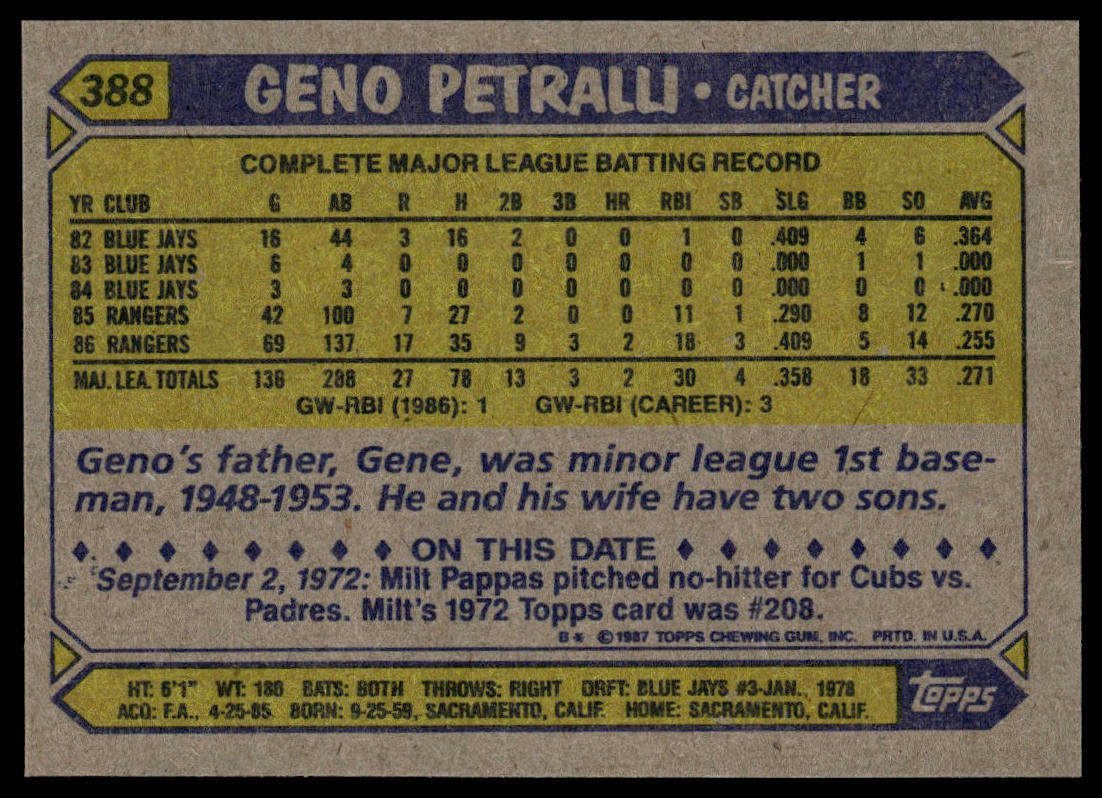 388 GENO PETRALLI • CATCHER
COMPLETE MAJOR LEAGUE BATTING RECORD
YR CLUB G AB R H 2B 3B HR RBI SB SLG BB SO AVG
82 BLUE JAYS 16 44 3 16 2 0 0 1 0 .409 4 6 .364
83 BLUE JAYS 6 4 0 0 0 0 0 0 0 .000 1 1 .000
84 BLUE JAYS 3 3 0 0 0 0 0 0 0 .000 0 0 .000
85 RANGERS 42 100 7 27 2 0 0 11 1 .290 8 12 .270
86 RANGERS 69 137 17 35 9 3 2 18 3 .409 5 14 .255
MAJ. LEA. TOTALS 136 288 27 78 13 3 2 30 4 .358 18 33 .271
GW-RBI (1986): 1 GW-RBI (CAREER): 3
Geno's father, Gene, was minor league 1st base-
man, 1948-1953. He and his wife have two sons.
♦ ♦ ♦ ♦ ♦ ♦ ♦ ♦ ON THIS DATE ♦ ♦ ♦ ♦ ♦ ♦ ♦ ♦
September 2, 1972: Milt Pappas pitched no-hitter for Cubs vs.
Padres. Milt's 1972 Topps card was #208.
B* © 1987 TOPPS CHEWING GUM, INC. PRTD. IN U.S.A.
HT: 6'1" WT: 180 BATS: BOTH THROWS: RIGHT DRFT: BLUE JAYS #3-JAN., 1978
ACQ: F.A., 4-25-85 BORN: 9-25-59, SACRAMENTO, CALIF. HOME: SACRAMENTO, CALIF.
topps